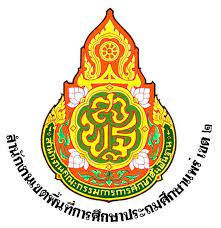 สำนักงานคณะกรรมการการศึกษาขั้นพื้นฐาน
สำนักงานเขตพื้นที่การศึกษาประถมศึกษาแพร่ เขต ๒